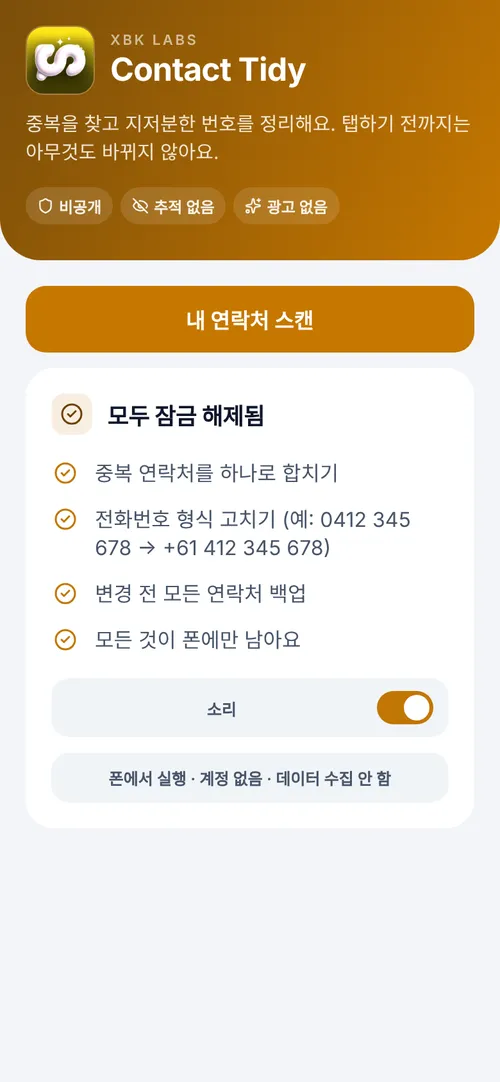 XBK LABS
Contact Tidy
중복을 찾고 지저분한 번호를 정리해요. 탭하기 전까지는
아무것도 바뀌지 않아요.
비공개
추적 없음
광고 없음
내 연락처 스캔
모두 잠금 해제됨
중복 연락처를 하나로 합치기
전화번호 형식 고치기 (예: 0412 345
678 → +61 412 345 678)
변경 전 모든 연락처 백업
모든 것이 폰에만 남아요
소리
폰에서 실행 · 계정 없음 · 데이터 수집 안 함